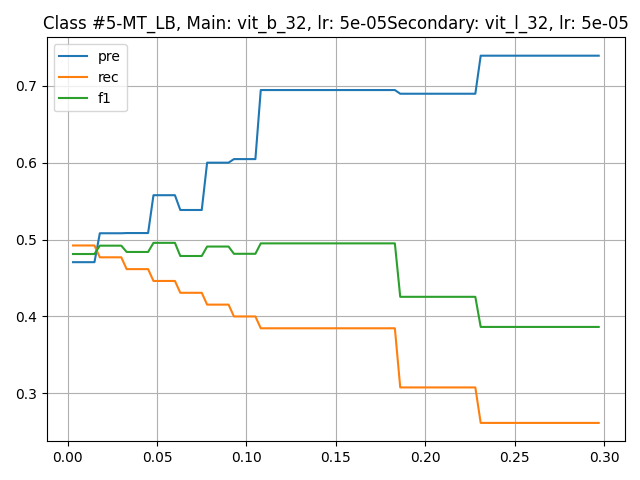 Class #5-MT_LB, Main: vit_b_32, lr: 5e-05Secondary: vit_l_32, lr: 5e-05
pre
rec
f1
0.7
0.6
0.5
0.4
0.3
0.00 0.05 0.10 0.15 0.20 0.25 0.30